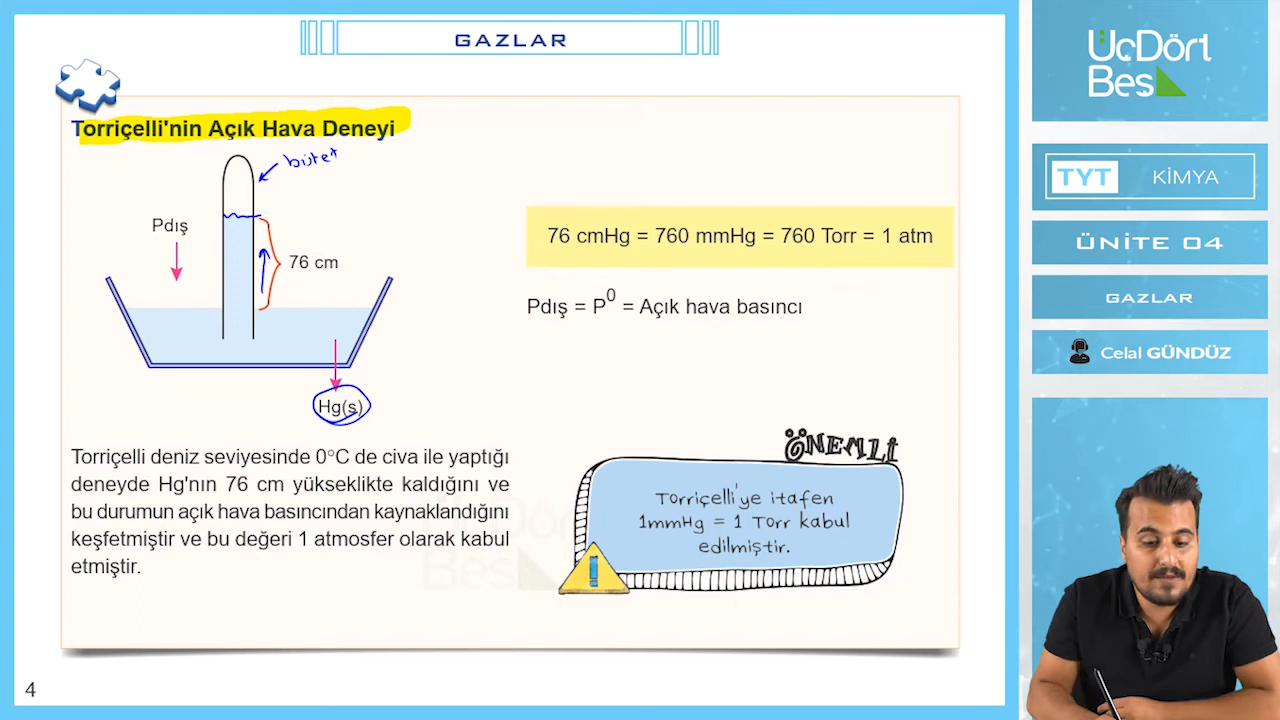 GAZLAR
Torriçelli'nin Açık Hava Deneyi
Pdış
76 cm
Hg(s)
Torriçelli deniz seviyesinde 0°C de civa ile yaptığı
deneyde Hg'nın 76 cm yükseklikte kaldığını ve
bu durumun açık hava basıncından kaynaklandığını
keşfetmiştir ve bu değeri 1 atmosfer olarak kabul
etmiştir.
76 cmHg = 760 mmHg = 760 Torr = 1 atm
Pdış = P⁰ = Açık hava basıncı
ÖNEMLİ
Torriçelli'ye itafen
1mmHg = 1 Torr kabul
edilmiştir.
4
ÜçDört
Beş
TYT KİMYA
ÜNİTE 04
GAZLAR
Celal GÜNDÜZ